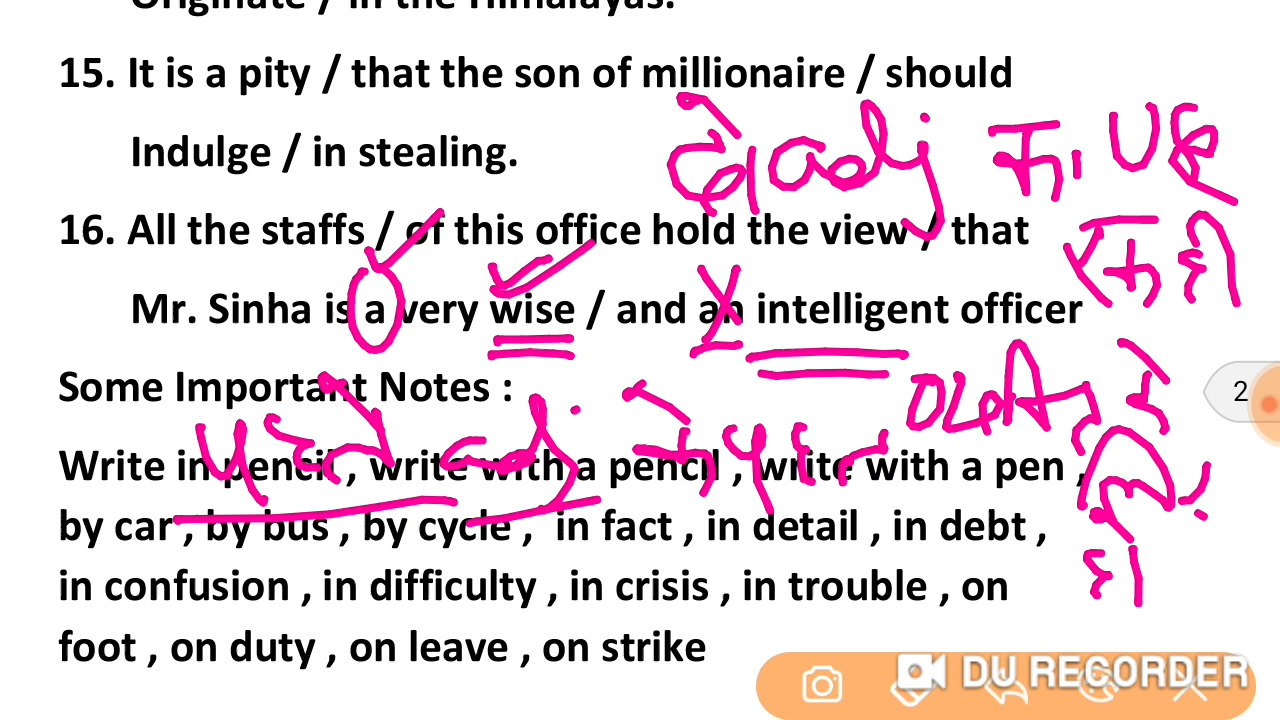 Originate / in the Himalayas.
15. It is a pity / that the son of millionaire / should
Indulge / in stealing.
16. All the staffs / of this office hold the view / that
Mr. Sinha is a very wise / and an intelligent officer
Some Important Notes :
Write in pencil , write with a pencil , write with a pen ,
by car , by bus , by cycle , in fact , in detail , in debt ,
in confusion , in difficulty , in crisis , in trouble , on
foot , on duty , on leave , on strike
adj
adj
2
DU RECORDER